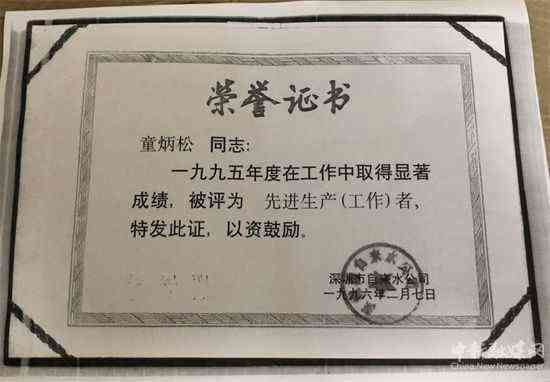 荣誉证书
童炳松 同志:
一九九五年度在工作中取得显著
成绩，被评为 先进生产(工作)者，
特发此证，以资鼓励。
深圳市自来水公司
一九九六年二月七日
China New Newspaper